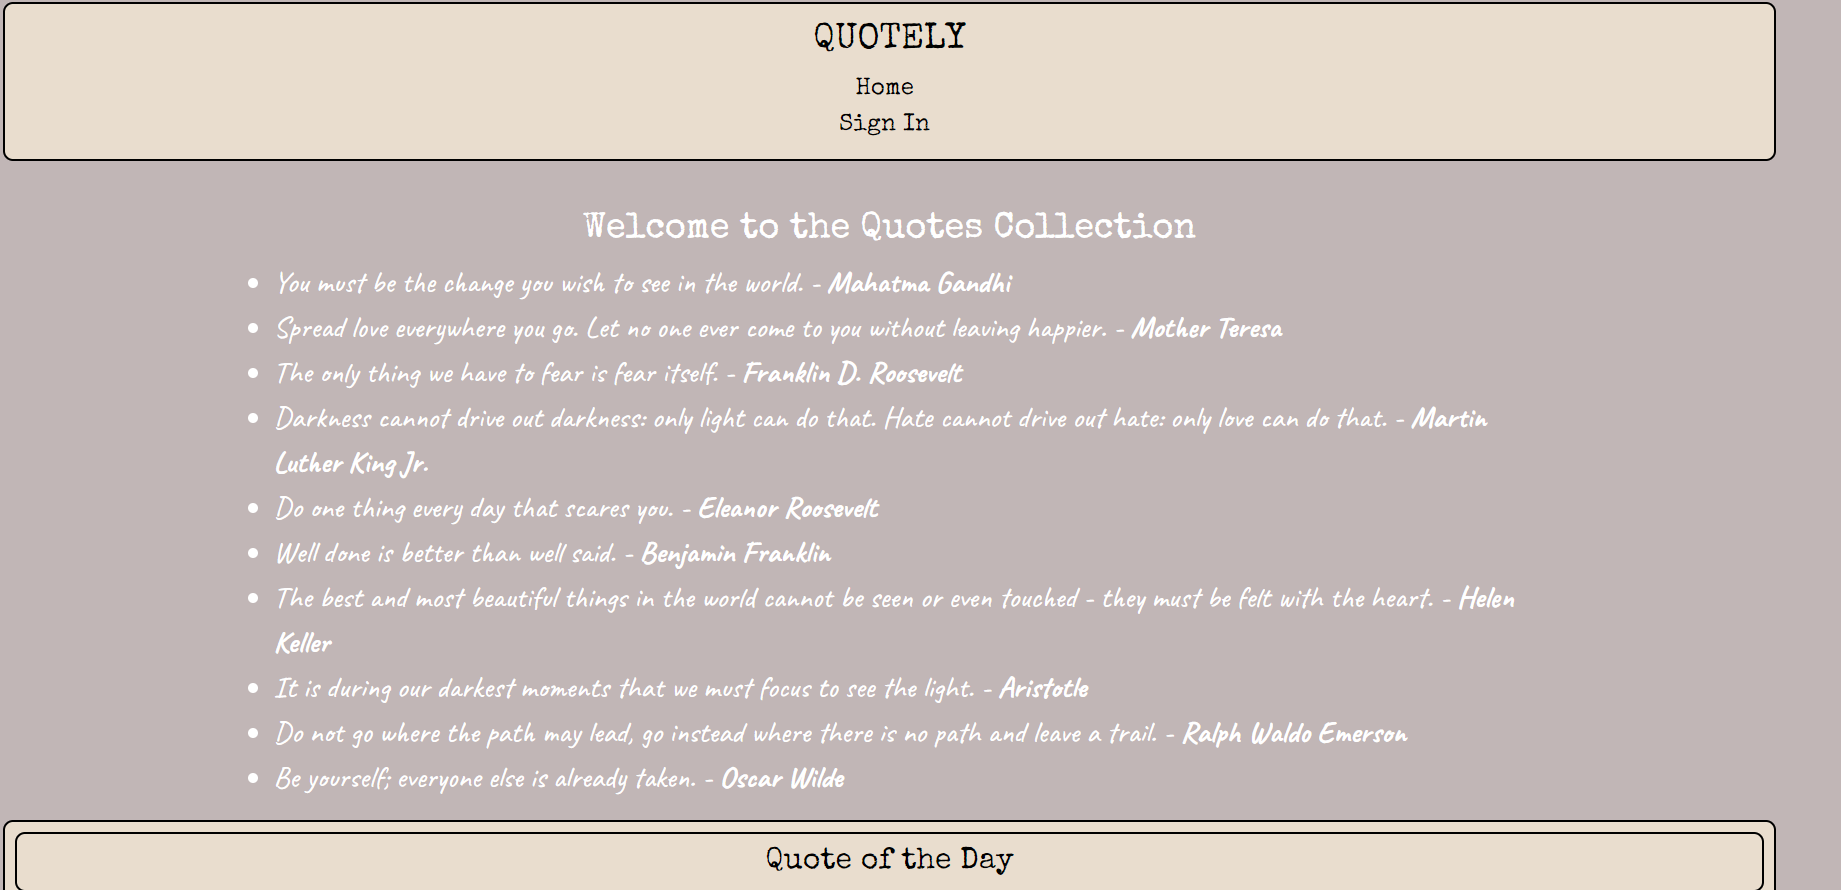 QUOTELY
Home
Sign In
Welcome to the Quotes Collection
You must be the change you wish to see in the world. - Mahatma Gandhi
Spread love everywhere you go. Let no one ever come to you without leaving happier. - Mother Teresa
The only thing we have to fear is fear itself. - Franklin D. Roosevelt
Darkness cannot drive out darkness: only light can do that. Hate cannot drive out hate: only love can do that. - Martin
Luther King Jr.
Do one thing every day that scares you. - Eleanor Roosevelt
Well done is better than well said. - Benjamin Franklin
The best and most beautiful things in the world cannot be seen or even touched - they must be felt with the heart. - Helen
Keller
It is during our darkest moments that we must focus to see the light. - Aristotle
Do not go where the path may lead, go instead where there is no path and leave a trail. - Ralph Waldo Emerson
Be yourself; everyone else is already taken. - Oscar Wilde
Quote of the Day